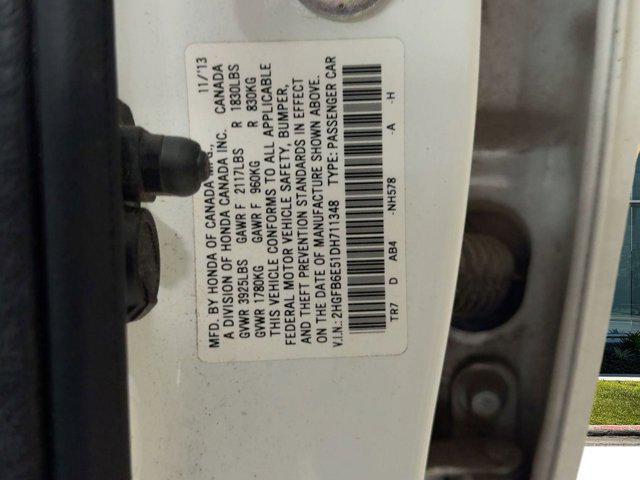 MFD. BY HONDA OF CANADA MFG., 11/'13
A DIVISION OF HONDA CANADA INC. CANADA
GVWR 3925LBS GAWR F 2117LBS R 1830LBS
GVWR 1780KG GAWR F 960KG R 830KG
THIS VEHICLE CONFORMS TO ALL APPLICABLE
FEDERAL MOTOR VEHICLE SAFETY, BUMPER,
AND THEFT PREVENTION STANDARDS IN EFFECT
ON THE DATE OF MANUFACTURE SHOWN ABOVE.
V.I.N.: 2HGFB6E51DH711348 TYPE: PASSENGER CAR
TR7 D AB4 -NH578 -A -H